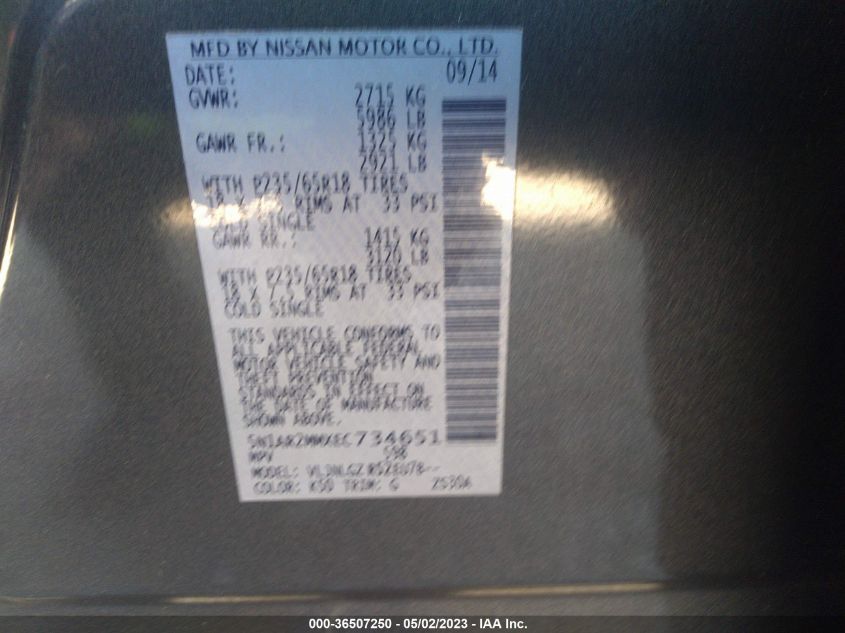 MFD BY NISSAN MOTOR CO., LTD.
DATE: 09/14
GVWR: 2715 KG
5986 LB
GAWR FR.: 1325 KG
2921 LB
WITH P235/65R18 TIRES
18 X RIMS AT 33 PSI
COLD SINGLE
GAWR RR.: 1415 KG
3120 LB
WITH P235/65R18 TIRES
18 X 7.5 RIMS AT 33 PSI
COLD SINGLE
THIS VEHICLE CONFORMS TO
ALL APPLICABLE FEDERAL
MOTOR VEHICLE SAFETY AND
THEFT PREVENTION
STANDARDS IN EFFECT ON
THE DATE OF MANUFACTURE
SHOWN ABOVE.
5N1AR2MMXEC734651
MPV 598
MODEL:
COLOR: K50 TRIM: G
000-36507250 - 05/02/2023 - IAA Inc.